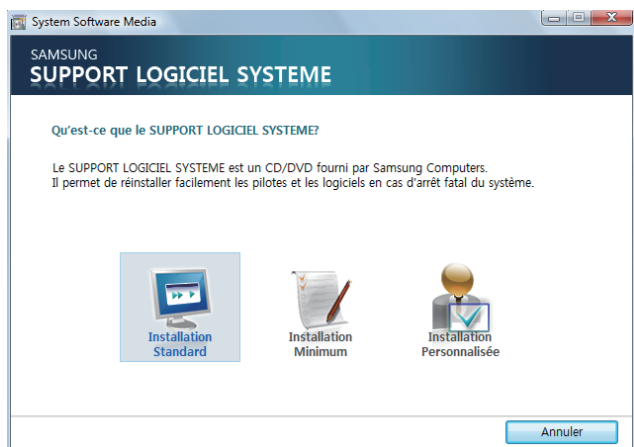 System Software Media
SAMSUNG
SUPPORT LOGICIEL SYSTEME
Qu'est-ce que le SUPPORT LOGICIEL SYSTEME?
Le SUPPORT LOGICIEL SYSTEME est un CD/DVD fourni par Samsung Computers.
Il permet de réinstaller facilement les pilotes et les logiciels en cas d'arrêt fatal du système.
Installation
Standard
Installation
Minimum
Installation
Personnalisée
Annuler